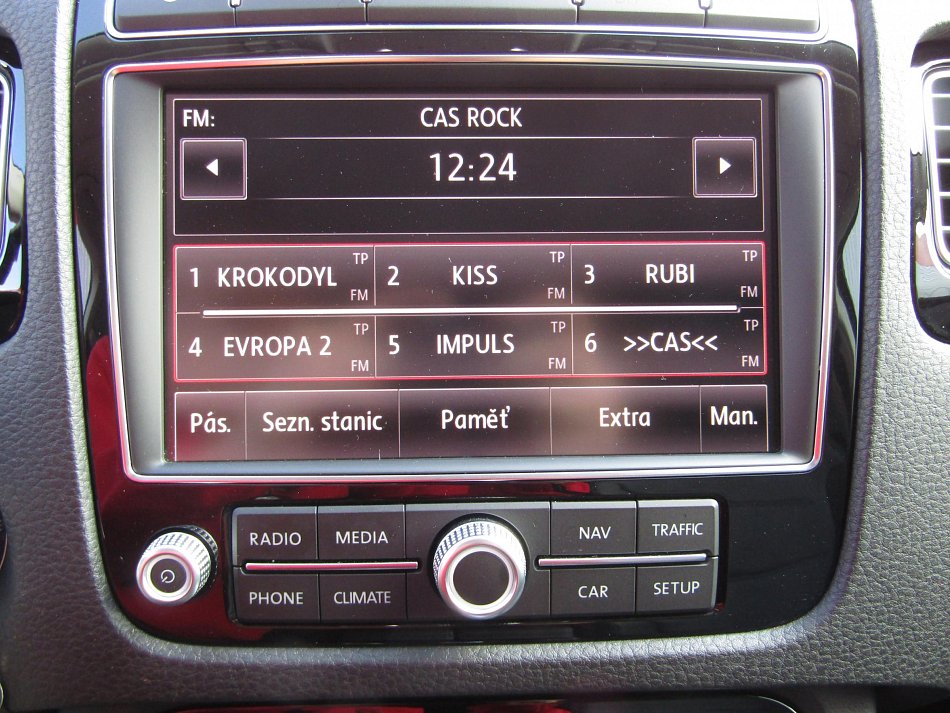 FM: CAS ROCK
12:24
1 KROKODYL TP FM 2 KISS TP FM 3 RUBI TP FM
4 EVROPA 2 TP FM 5 IMPULS TP FM 6 >>CAS<< TP FM
Pás. Sezn. stanic Paměť Extra Man.
RADIO MEDIA NAV TRAFFIC
PHONE CLIMATE CAR SETUP